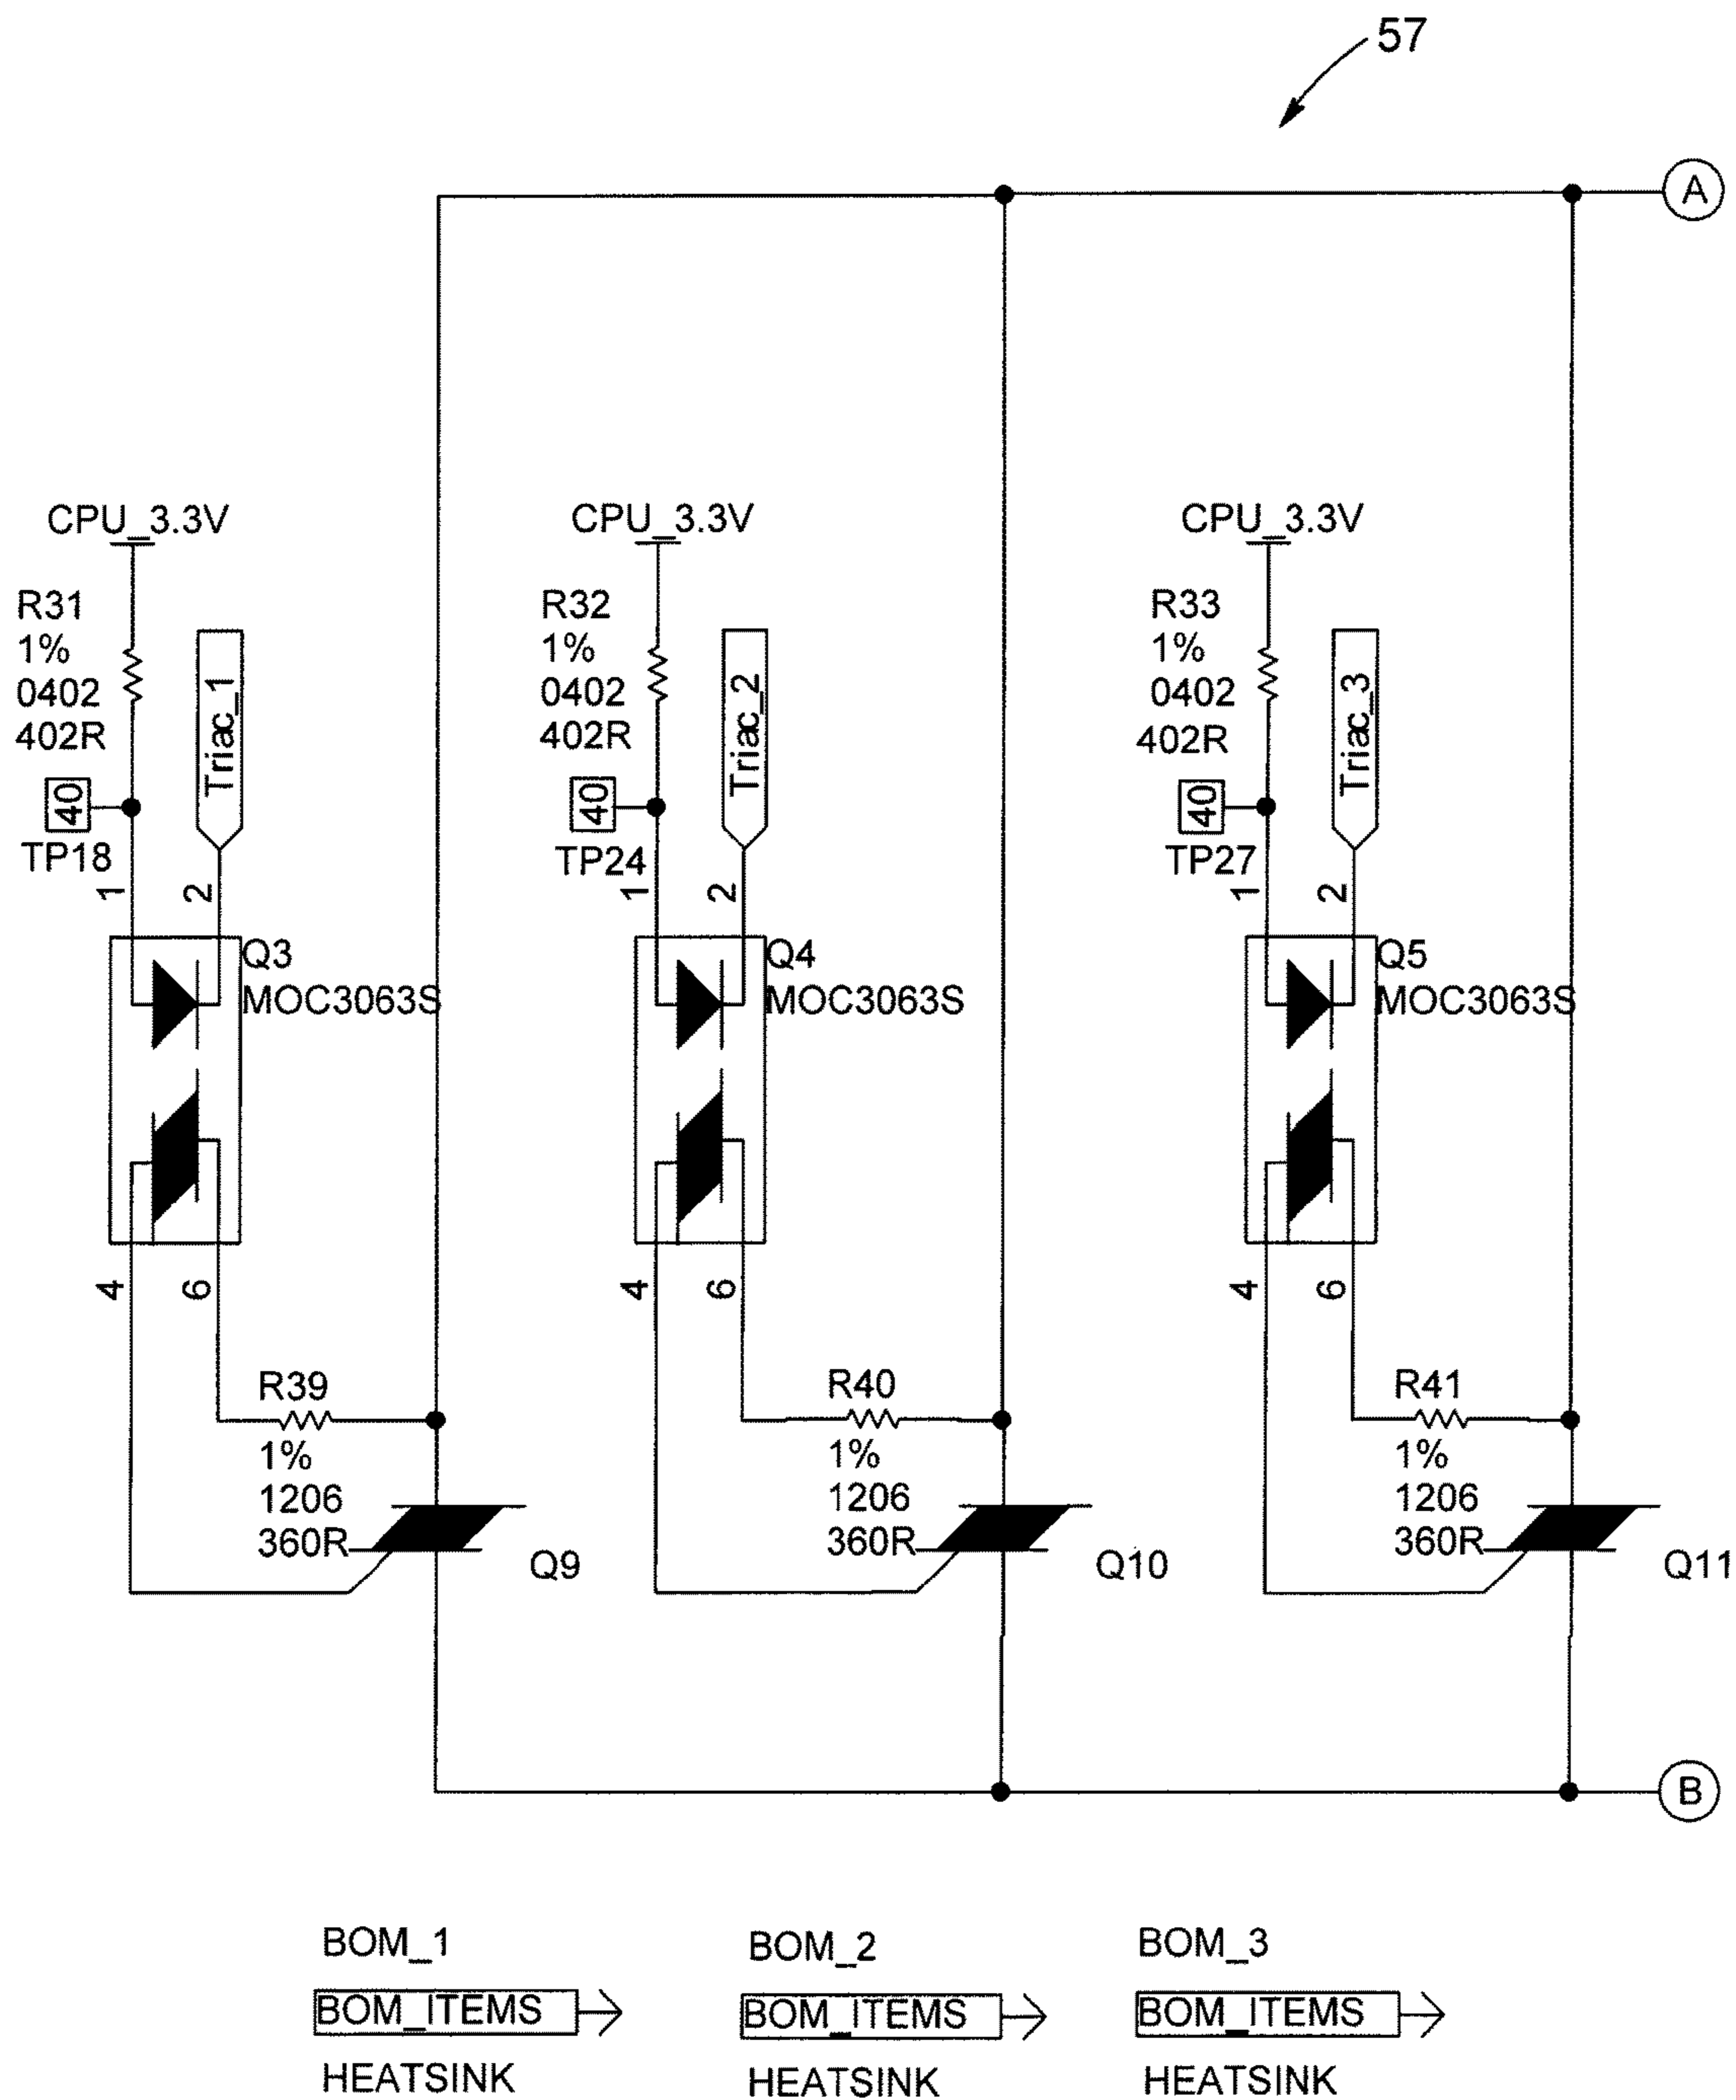 57
A
CPU_3.3V
R31
1%
0402
402R
Triac_1
40
TP18
1
2
Q3
MOC3063S
4
6
R39
1%
1206
360R
Q9
CPU_3.3V
R32
1%
0402
402R
Triac_2
40
TP24
1
2
Q4
MOC3063S
4
6
R40
1%
1206
360R
Q10
CPU_3.3V
R33
1%
0402
402R
Triac_3
40
TP27
1
2
Q5
MOC3063S
4
6
R41
1%
1206
360R
Q11
B
BOM_1
BOM_ITEMS
HEATSINK
BOM_2
BOM_ITEMS
HEATSINK
BOM_3
BOM_ITEMS
HEATSINK